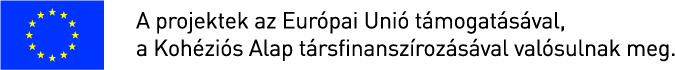 A projektek az Európai Unió támogatásával,
a Kohéziós Alap társfinanszírozásával valósulnak meg.